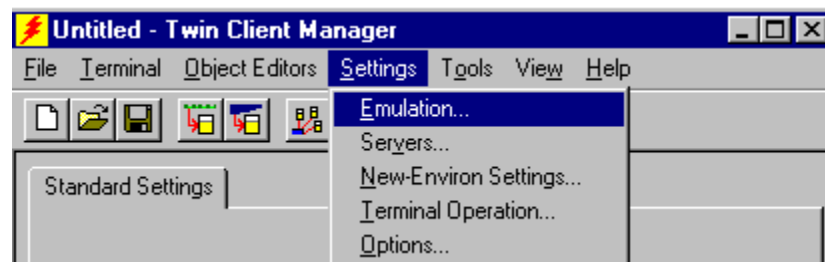 Untitled - Twin Client Manager
File Terminal Object Editors Settings Tools View Help
Emulation...
Servers...
Standard Settings
New-Environ Settings...
Terminal Operation...
Options...